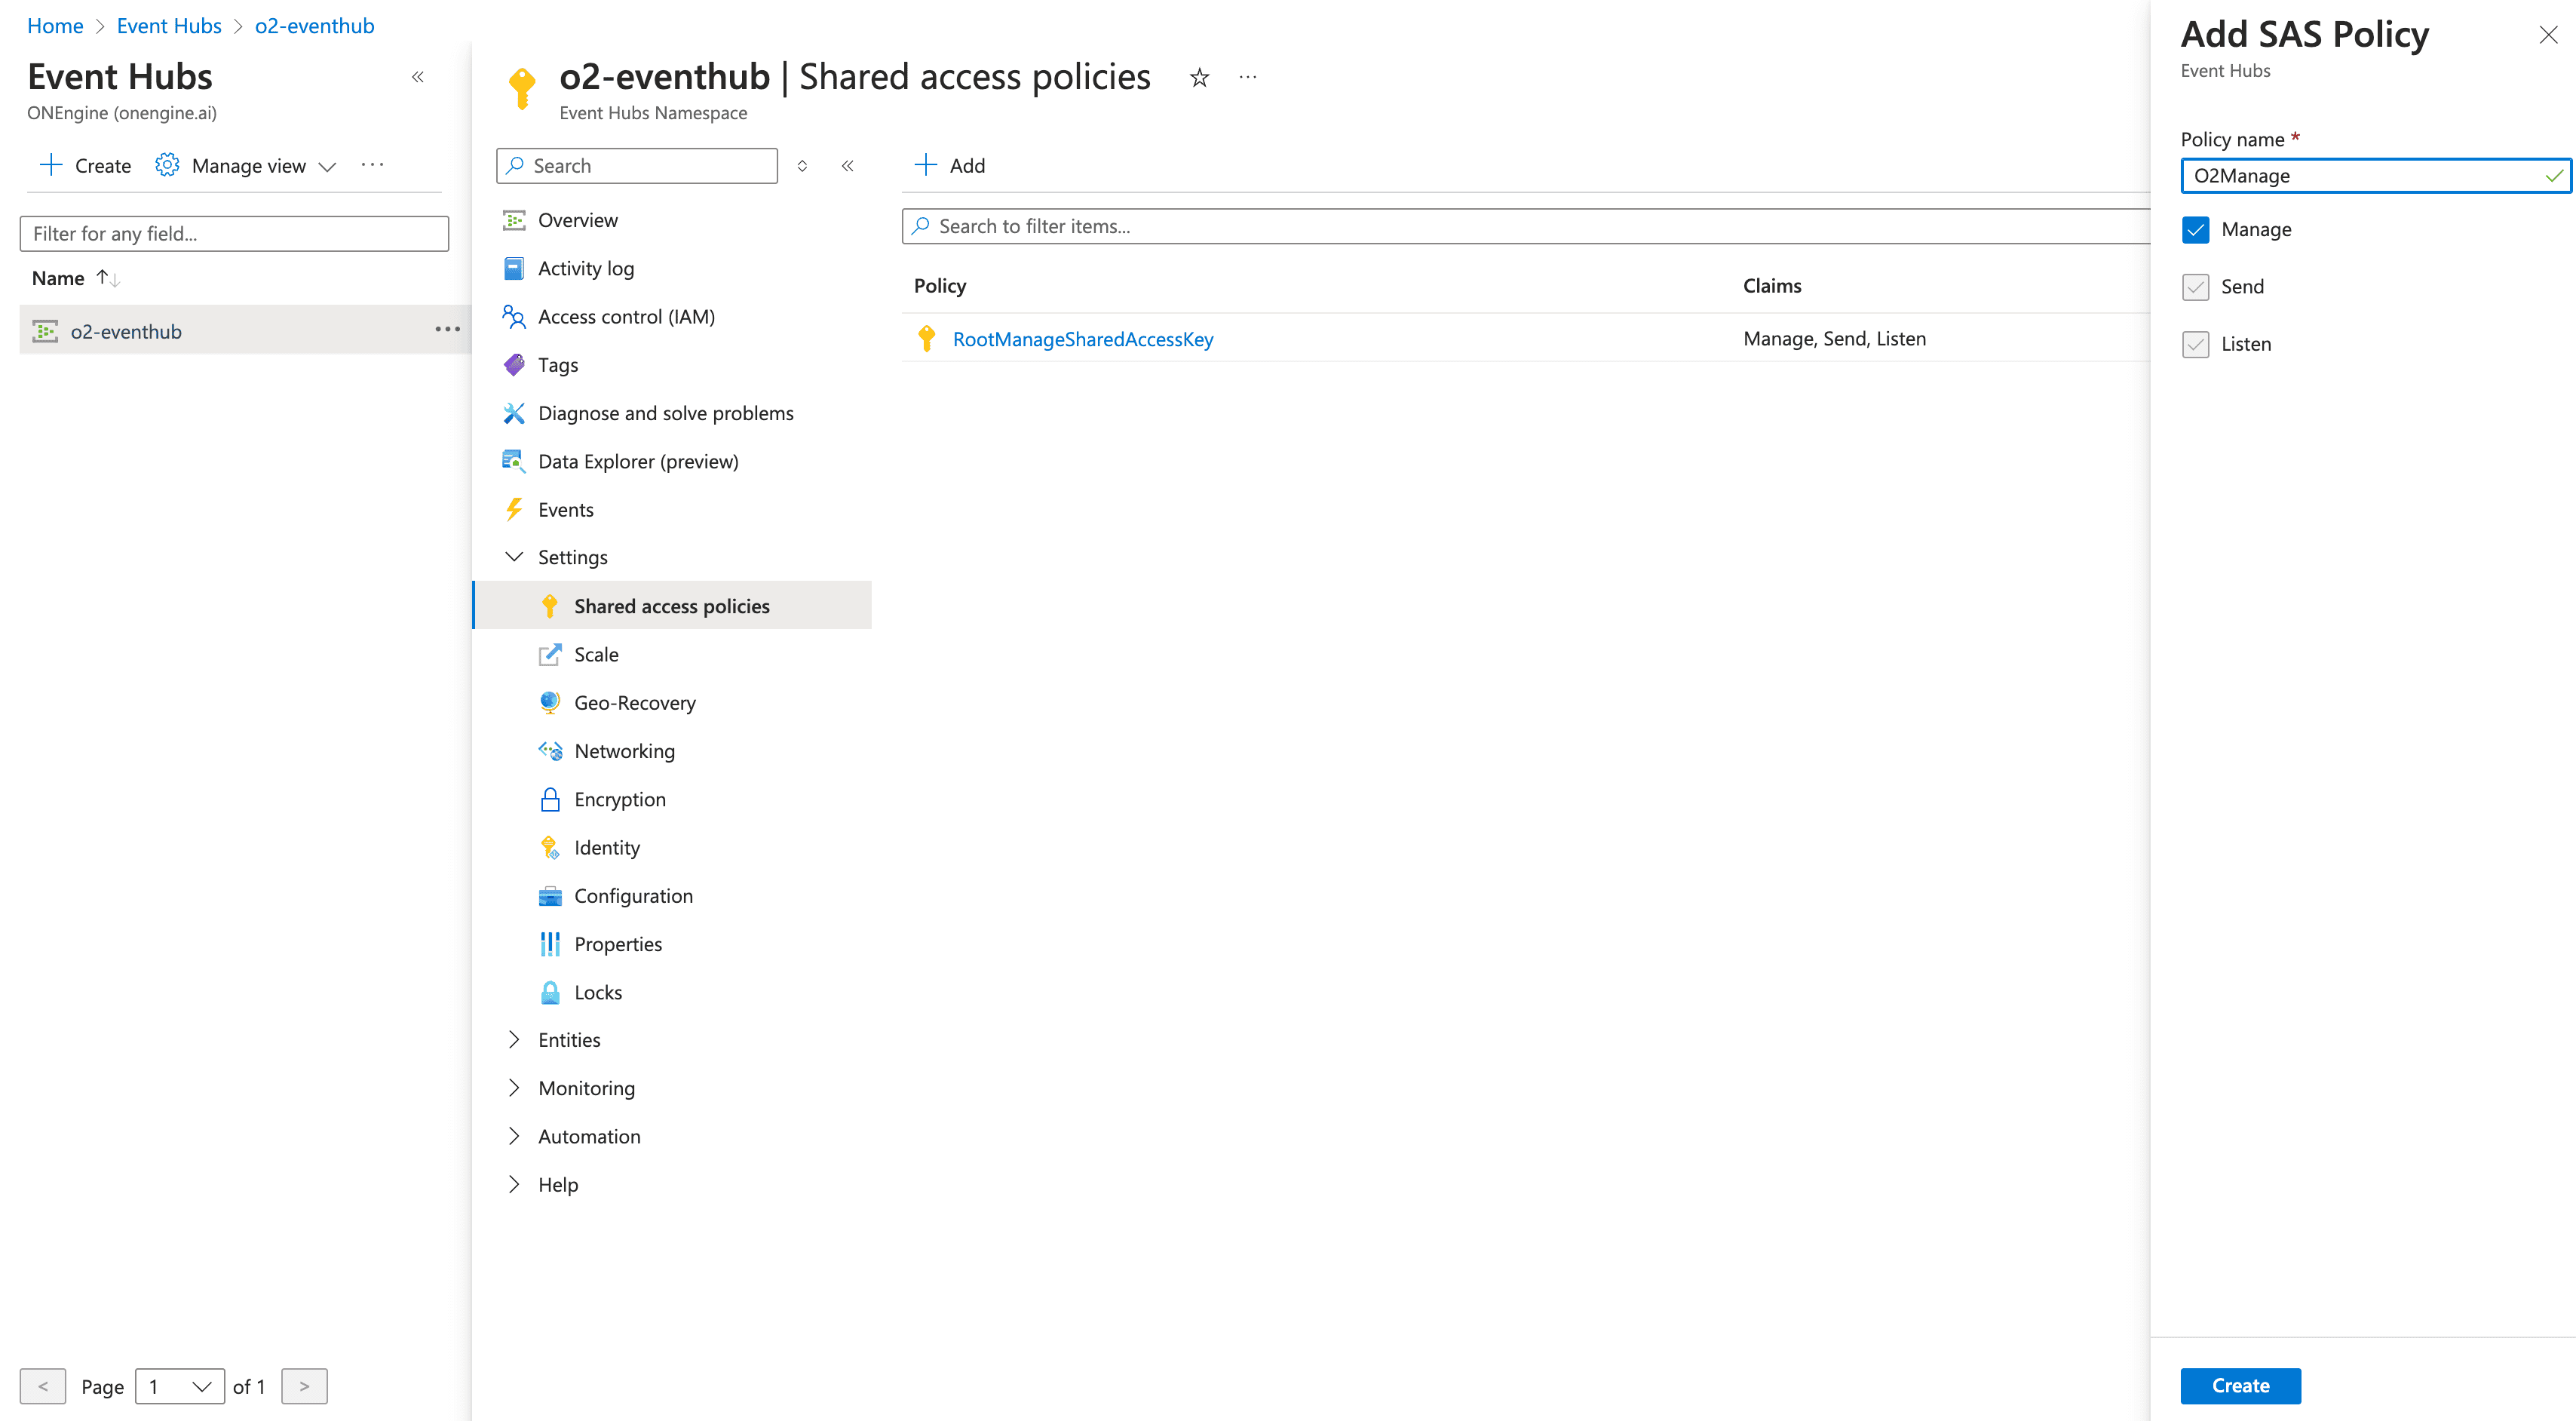 Home > Event Hubs > o2-eventhub
Event Hubs
ONEngine (onengine.ai)
Create
Manage view
Filter for any field...
Name
o2-eventhub
< Page 1 of 1 >
o2-eventhub | Shared access policies
Event Hubs Namespace
Search
Overview
Activity log
Access control (IAM)
Tags
Diagnose and solve problems
Data Explorer (preview)
Events
Settings
Shared access policies
Scale
Geo-Recovery
Networking
Encryption
Identity
Configuration
Properties
Locks
Entities
Monitoring
Automation
Help
Add
Search to filter items...
Policy Claims
RootManageSharedAccessKey Manage, Send, Listen
Add SAS Policy
Event Hubs
Policy name *
O2Manage
Manage
Send
Listen
Create